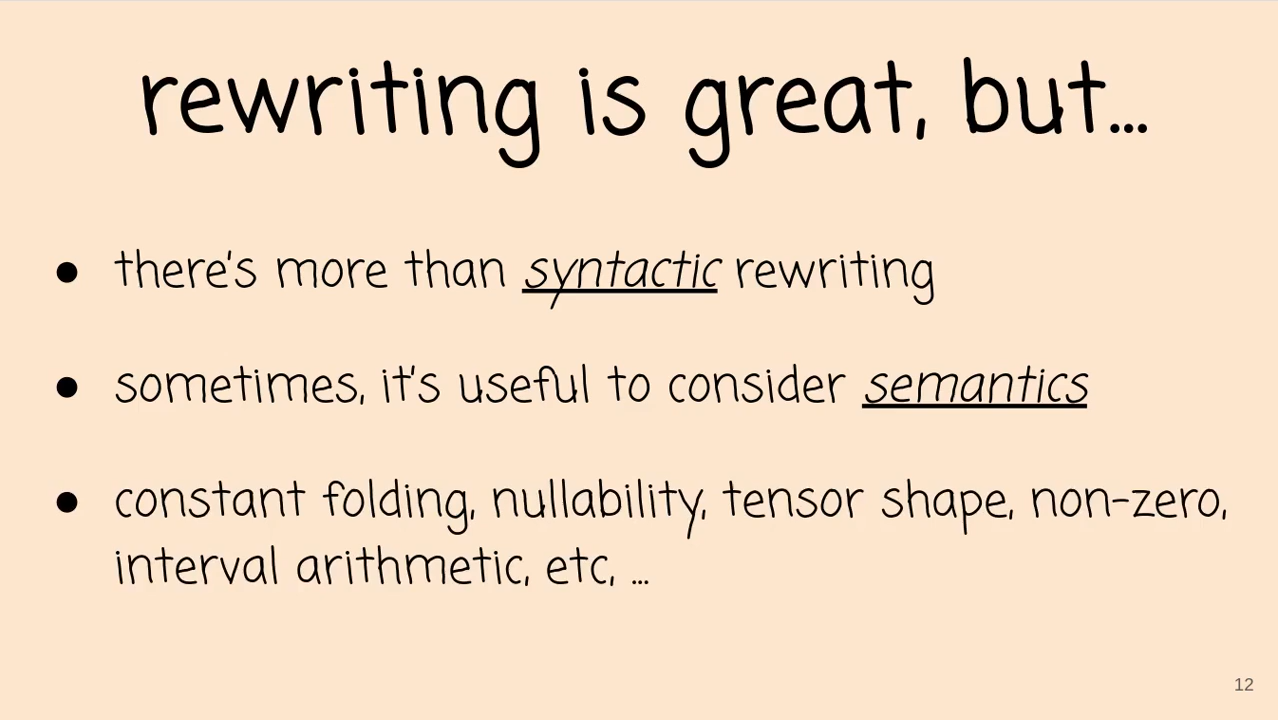 rewriting is great, but...
● there's more than syntactic rewriting
● sometimes, it's useful to consider semantics
● constant folding, nullability, tensor shape, non-zero,
interval arithmetic, etc, ...
12